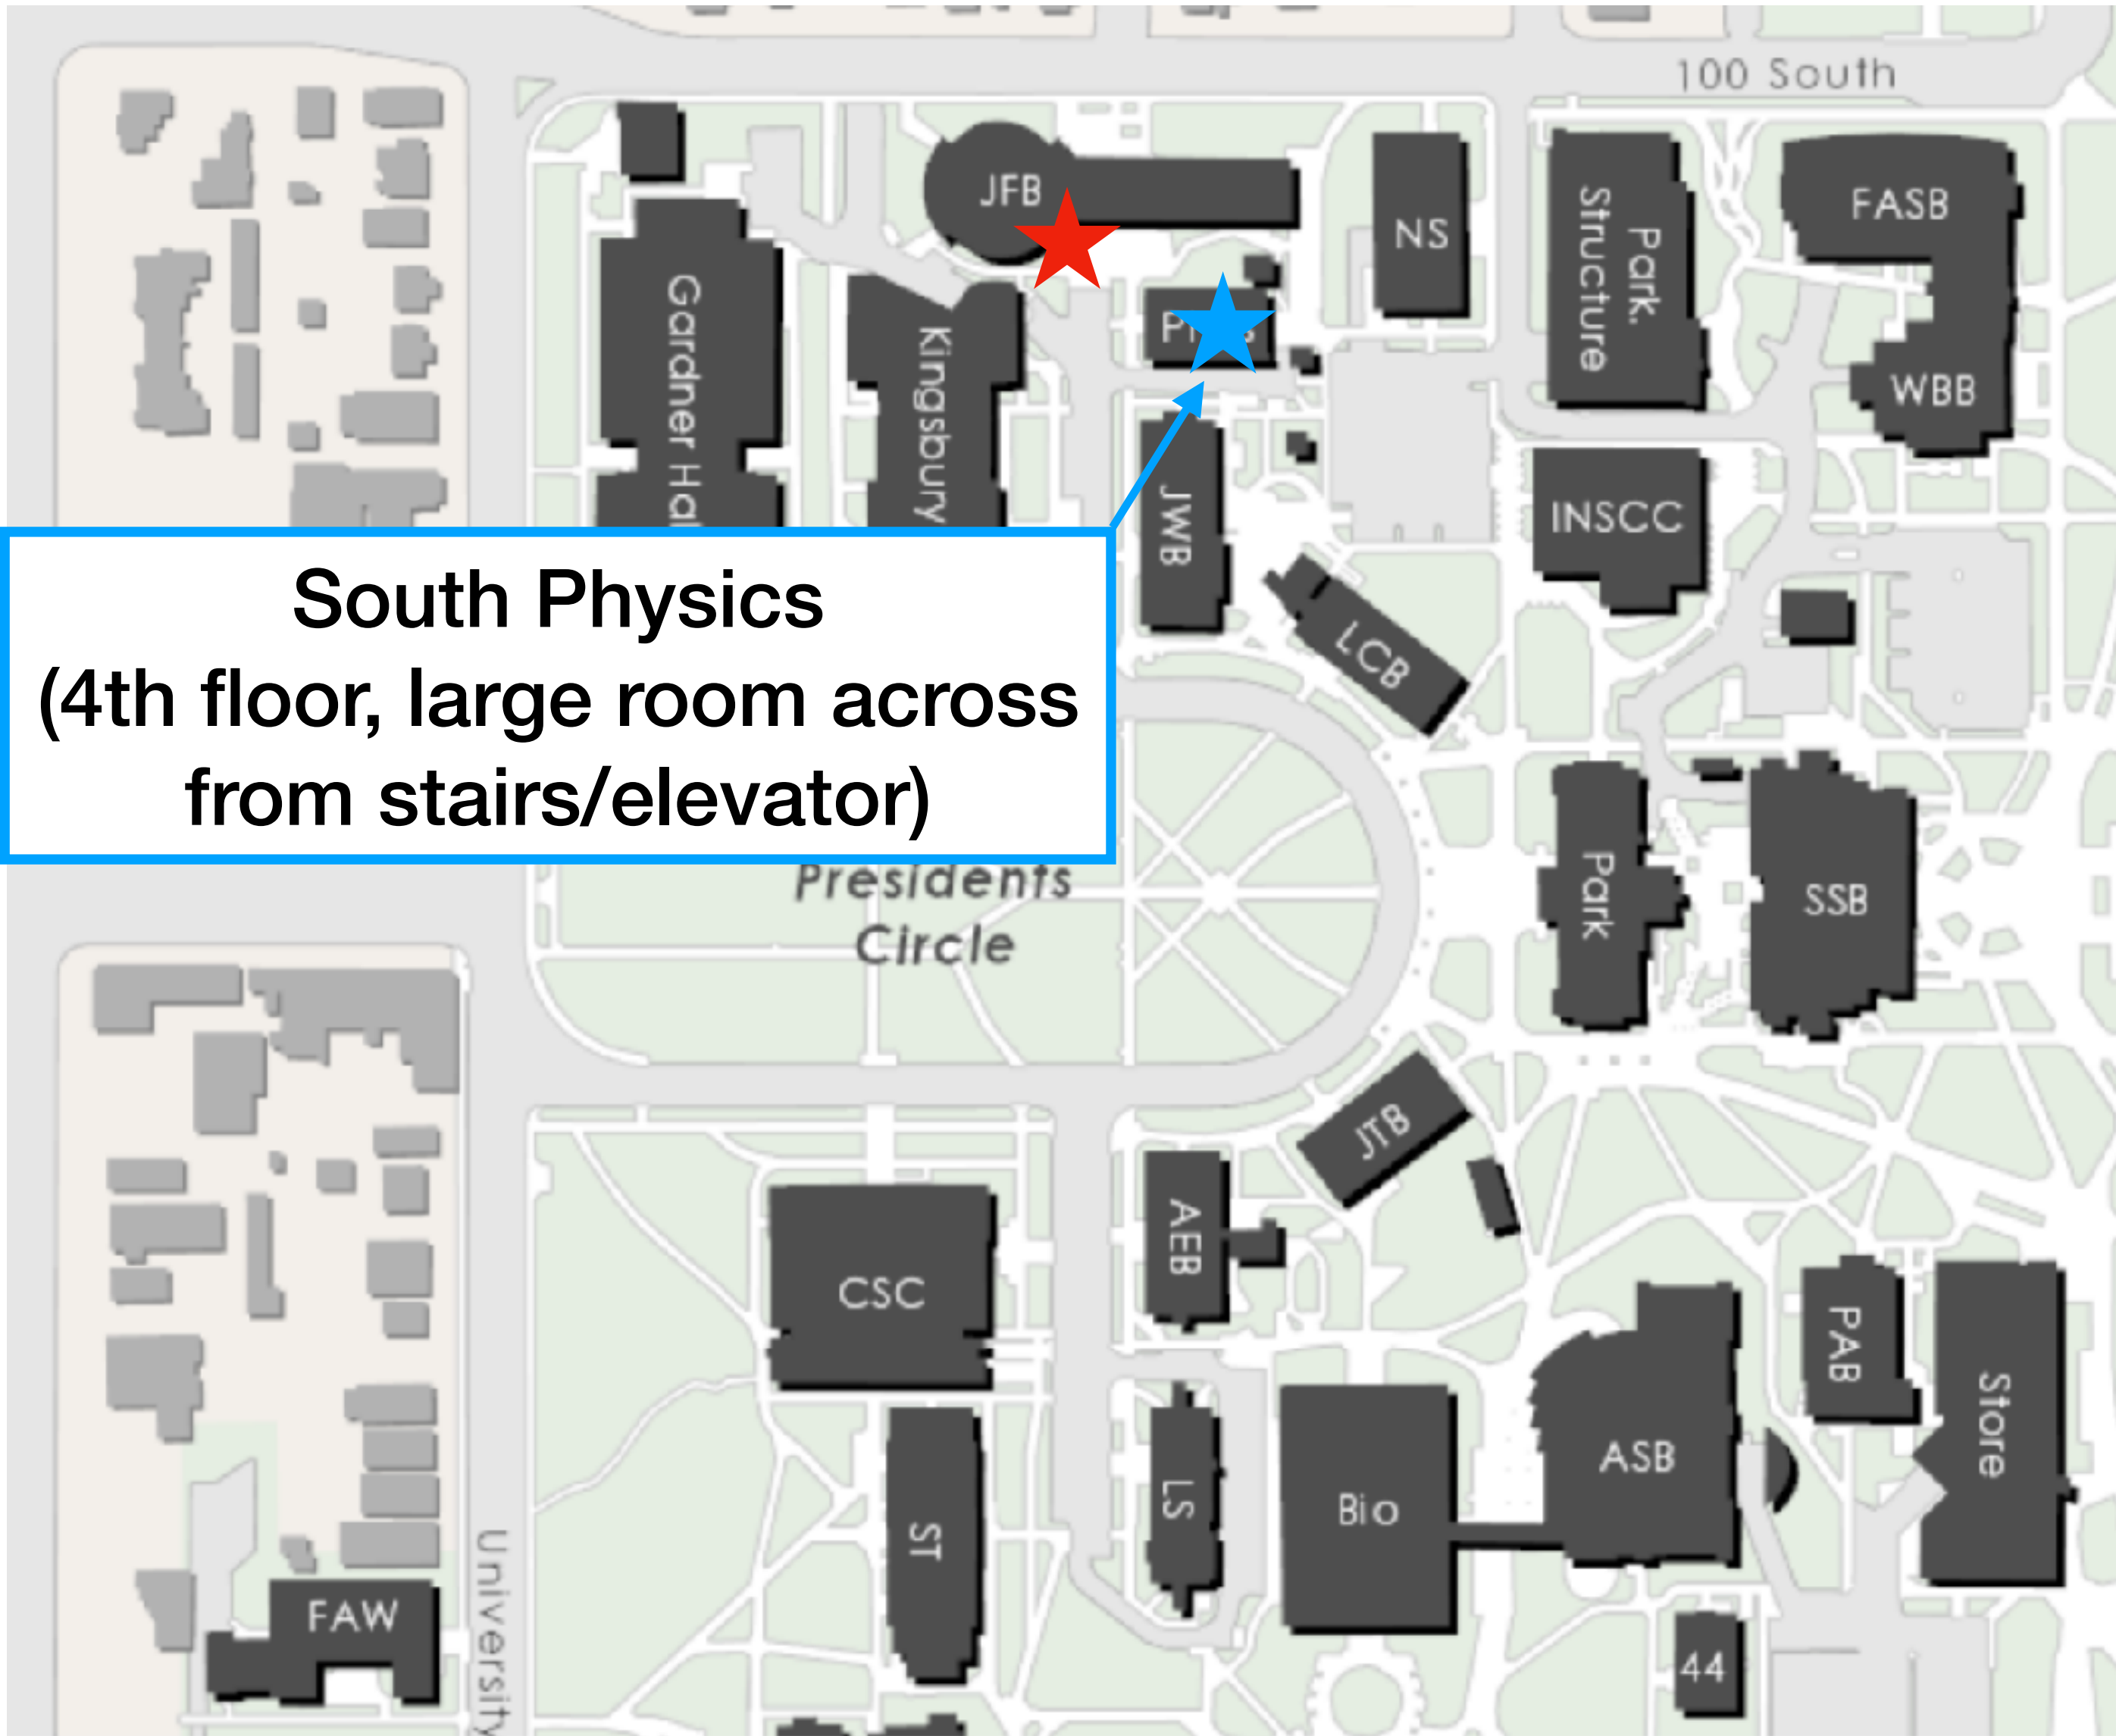 100 South
JFB
NS
Park.
Structure
FASB
Gardner Hal
Kingsbury
WBB
JWB
INSCC
South Physics
(4th floor, large room across
from stairs/elevator)
LCB
Presidents
Circle
Park
SSB
JTB
AEB
CSC
PAB
Store
LS
ASB
Bio
ST
University
FAW
44